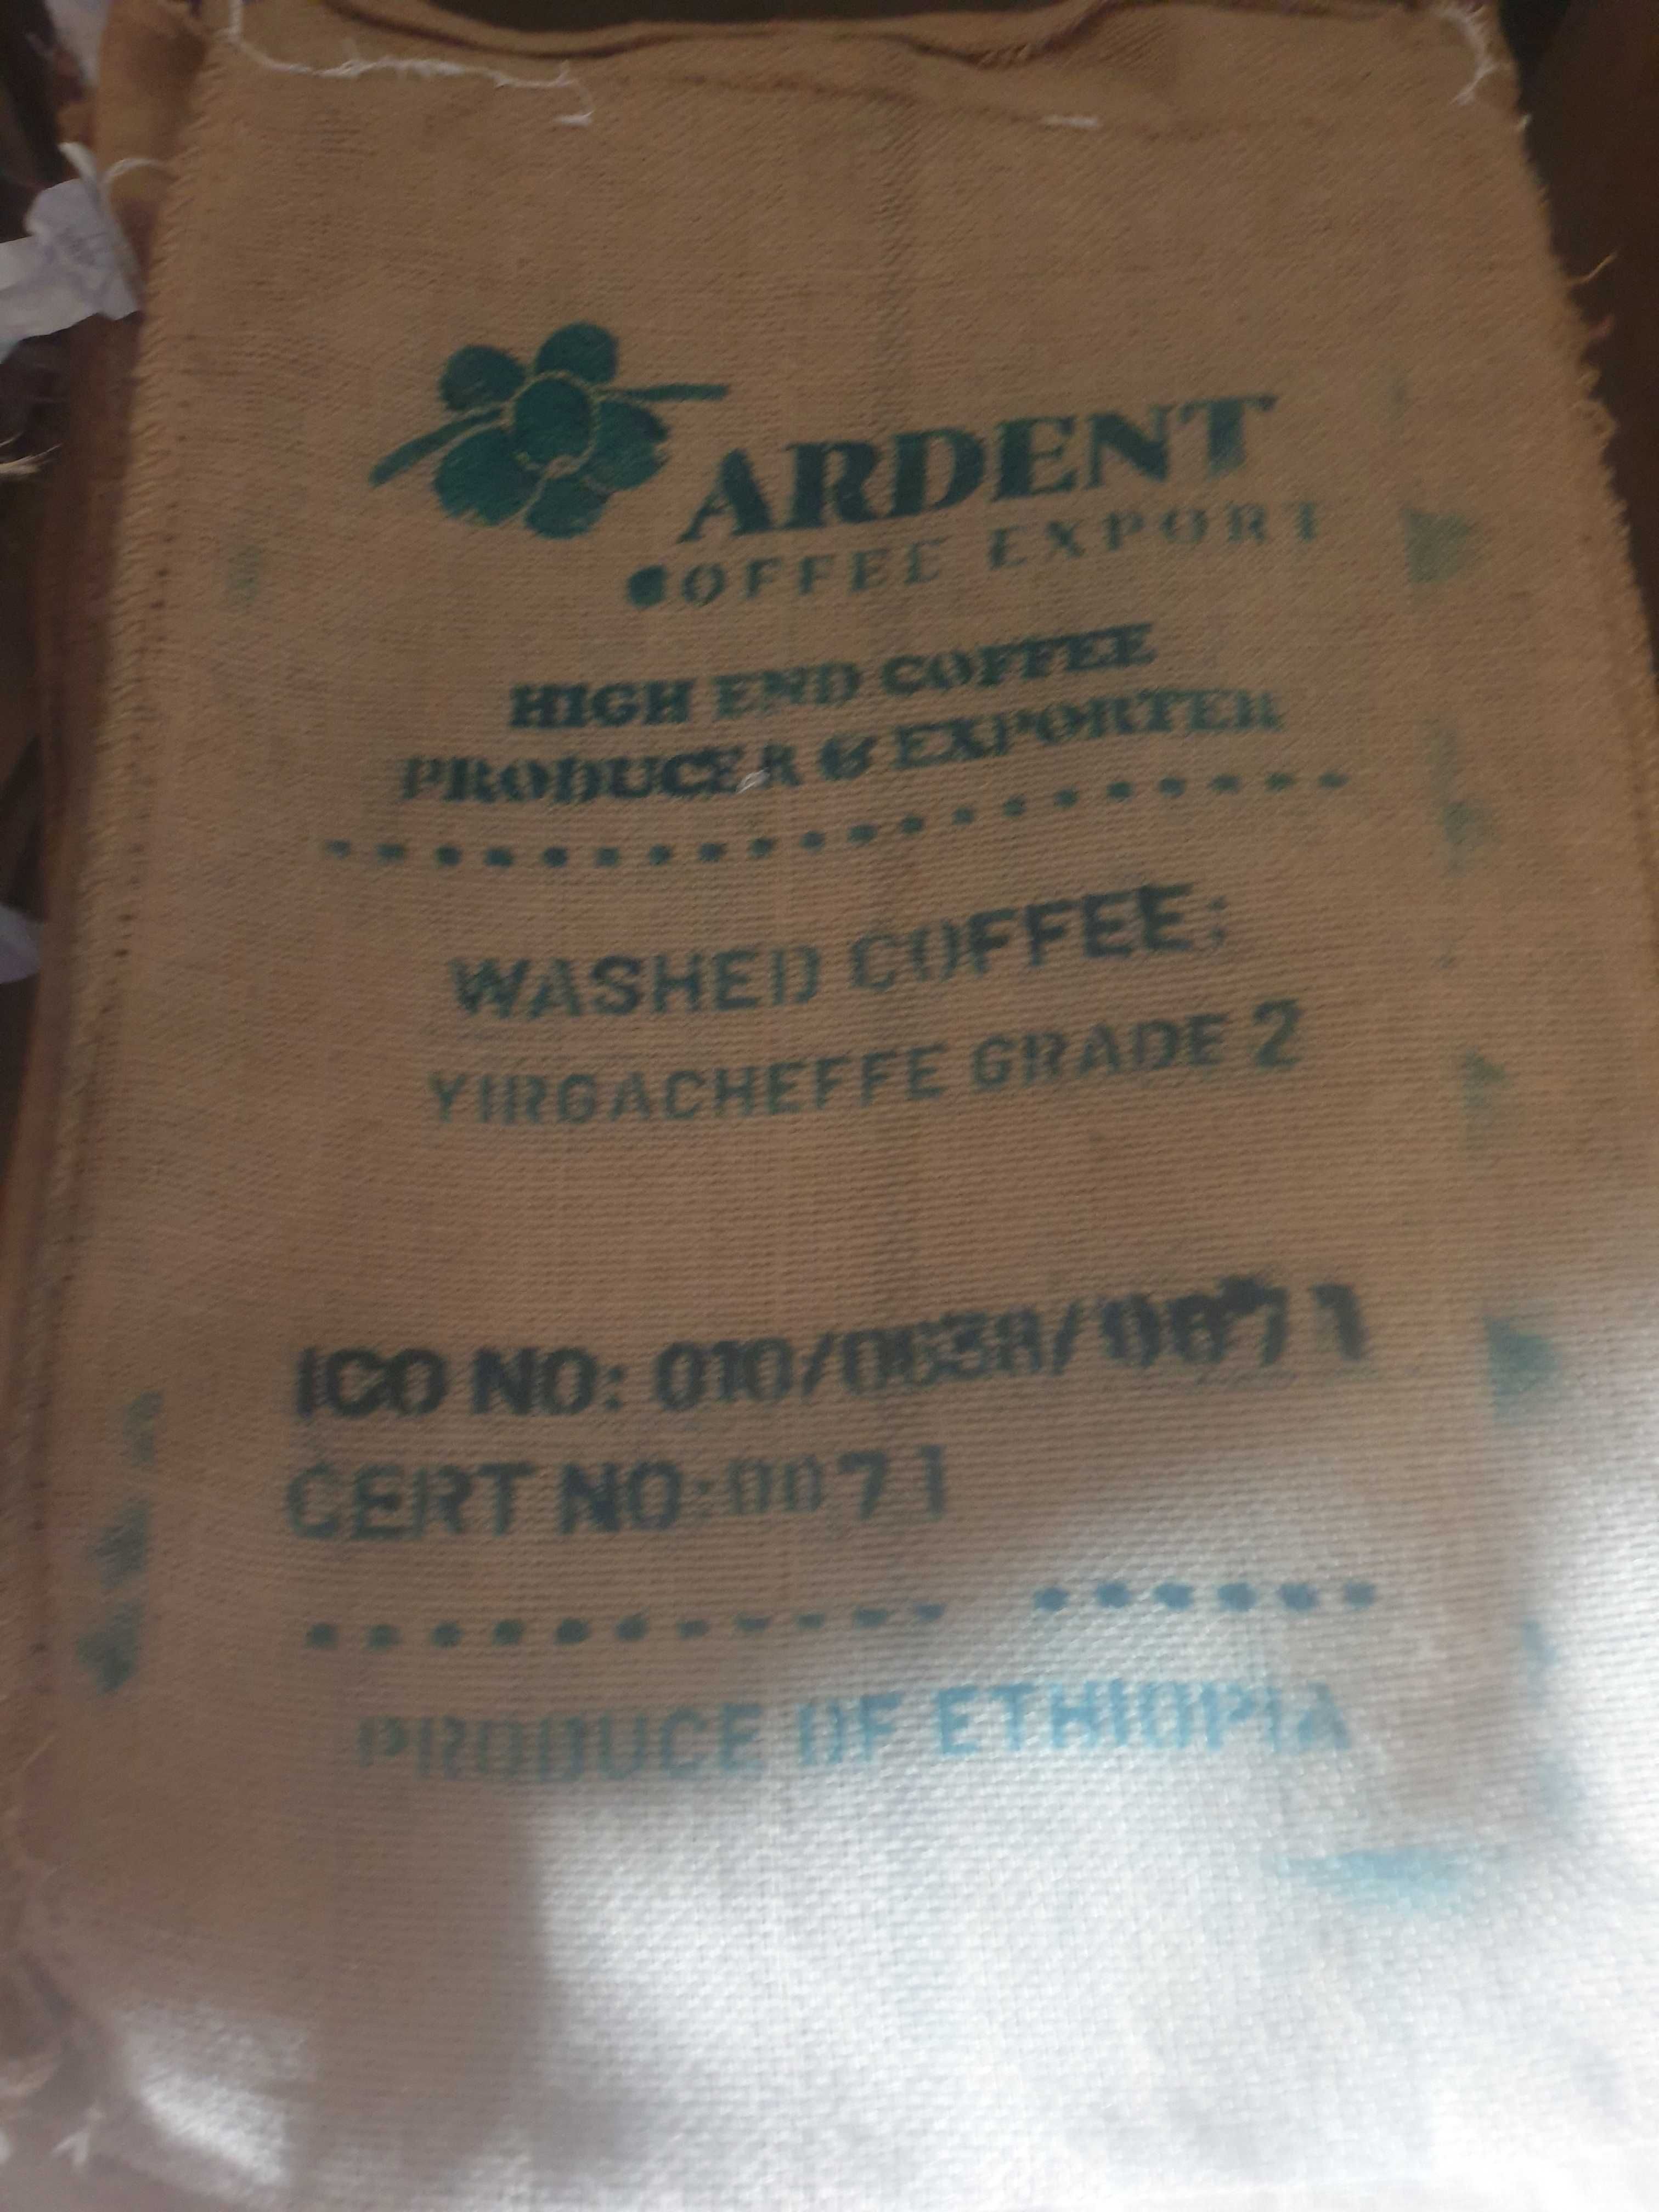 ARDENT
COFFEE EXPORT
HIGH END COFFEE
PRODUCER & EXPORTER
WASHED COFFEE;
YIRGACHEFFE GRADE 2
ICO NO: 010/0638/0071
CERT NO:0071
PRODUCE OF ETHIOPIA